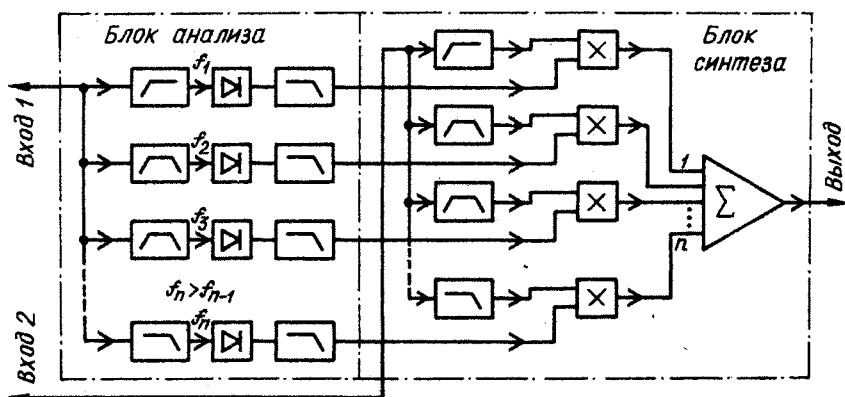 Блок анализа
Блок
синтеза
Вход 1
Вход 2
f₁
f₂
f₃
fₙ>fₙ₋₁
fₙ
×
×
×
×
1
n
Σ
Выход